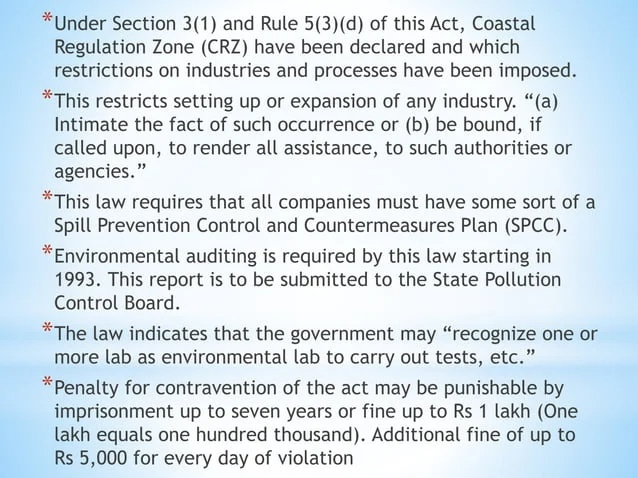 *Under Section 3(1) and Rule 5(3)(d) of this Act, Coastal
Regulation Zone (CRZ) have been declared and which
restrictions on industries and processes have been imposed.
*This restricts setting up or expansion of any industry. “(a)
Intimate the fact of such occurrence or (b) be bound, if
called upon, to render all assistance, to such authorities or
agencies.”
*This law requires that all companies must have some sort of a
Spill Prevention Control and Countermeasures Plan (SPCC).
*Environmental auditing is required by this law starting in
1993. This report is to be submitted to the State Pollution
Control Board.
*The law indicates that the government may “recognize one or
more lab as environmental lab to carry out tests, etc.”
*Penalty for contravention of the act may be punishable by
imprisonment up to seven years or fine up to Rs 1 lakh (One
lakh equals one hundred thousand). Additional fine of up to
Rs 5,000 for every day of violation